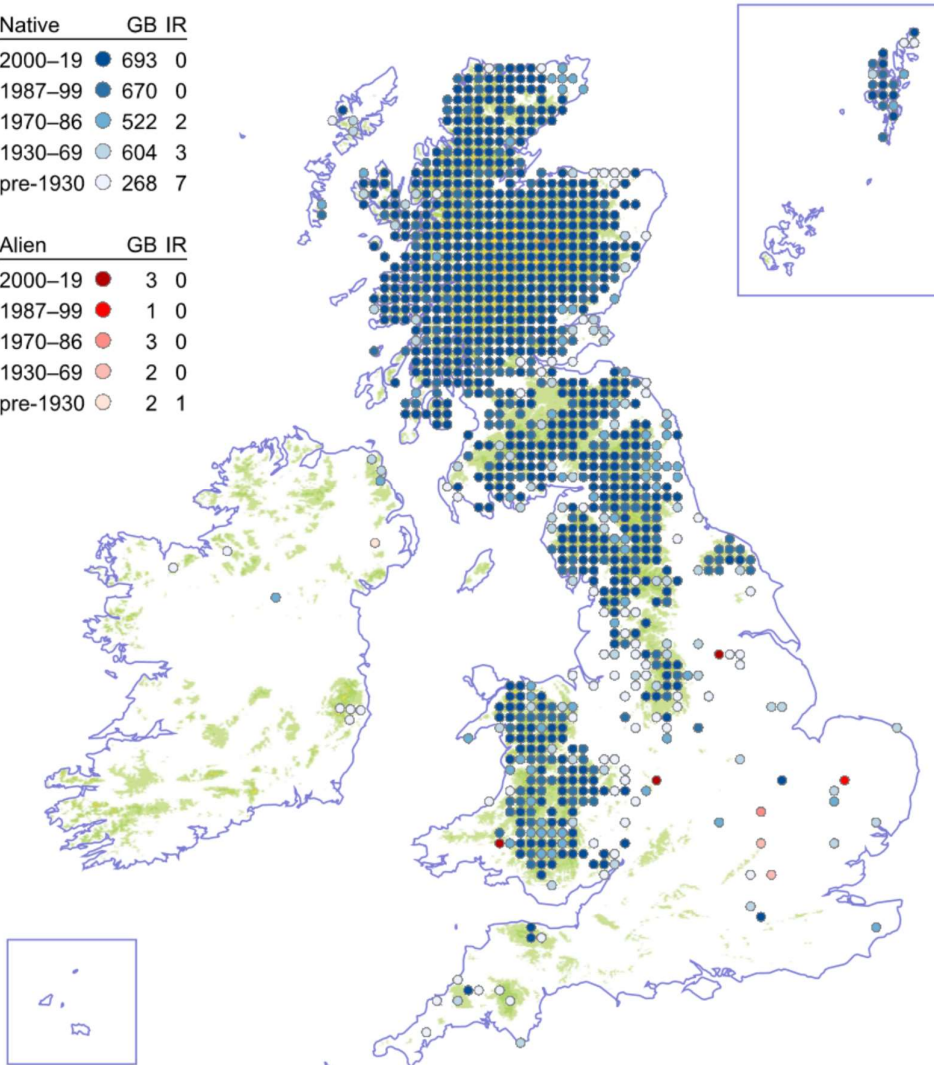 Native GB IR
2000–19 693 0
1987–99 670 0
1970–86 522 2
1930–69 604 3
pre-1930 268 7
Alien GB IR
2000–19 3 0
1987–99 1 0
1970–86 3 0
1930–69 2 0
pre-1930 2 1